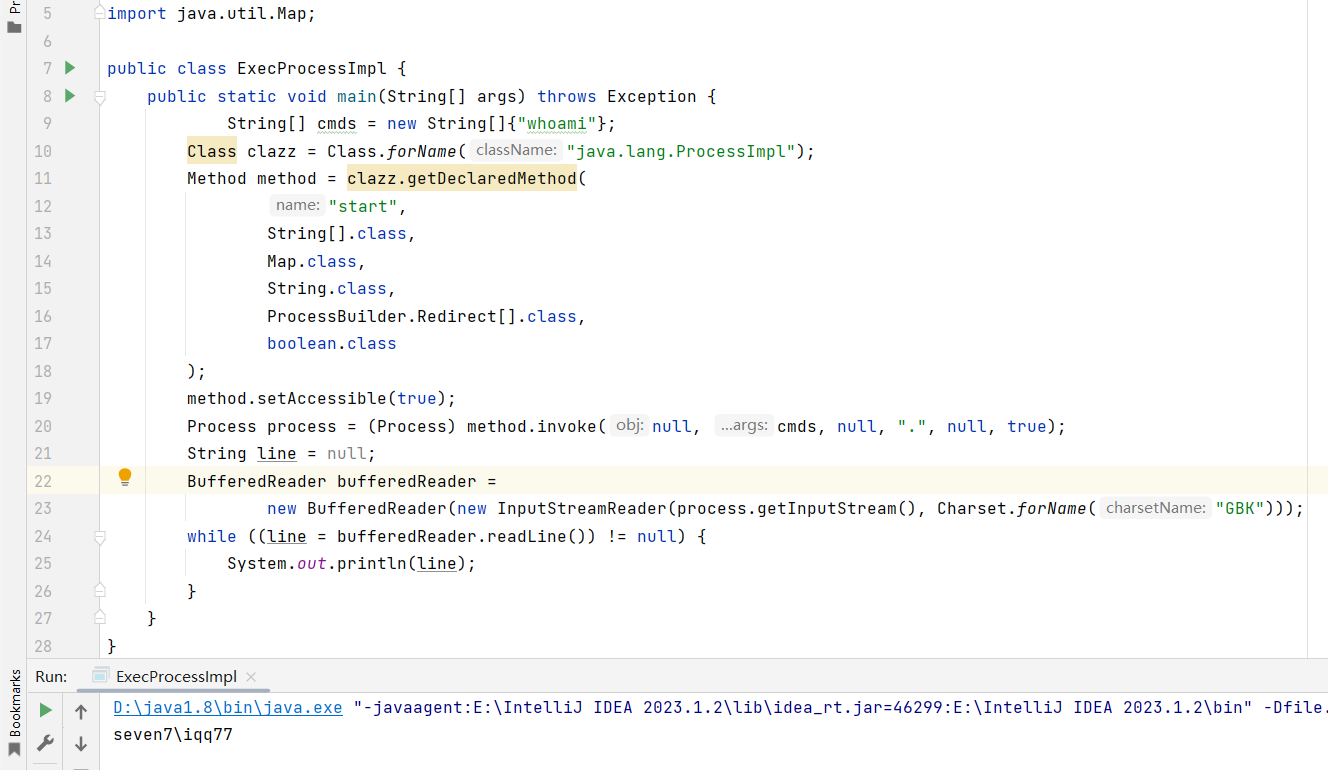 Pr
5 import java.util.Map;
6
7 public class ExecProcessImpl {
8 public static void main(String[] args) throws Exception {
9 String[] cmds = new String[]{"whoami"};
10 Class clazz = Class.forName( className: "java.lang.ProcessImpl");
11 Method method = clazz.getDeclaredMethod(
12 name: "start",
13 String[].class,
14 Map.class,
15 String.class,
16 ProcessBuilder.Redirect[].class,
17 boolean.class
18 );
19 method.setAccessible(true);
20 Process process = (Process) method.invoke( obj: null, ...args: cmds, null, ".", null, true);
21 String line = null;
22 BufferedReader bufferedReader =
23 new BufferedReader(new InputStreamReader(process.getInputStream(), Charset.forName( charsetName: "GBK")));
24 while ((line = bufferedReader.readLine()) != null) {
25 System.out.println(line);
26 }
27 }
28 }
Bookmarks
Run: ExecProcessImpl
D:\java1.8\bin\java.exe "-javaagent:E:\IntelliJ IDEA 2023.1.2\lib\idea_rt.jar=46299:E:\IntelliJ IDEA 2023.1.2\bin" -Dfile.
seven7\iqq77